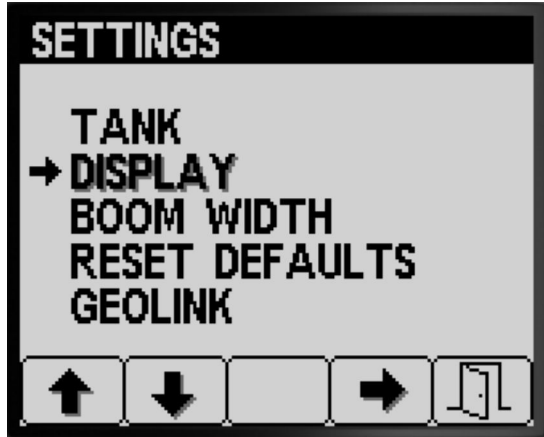 SETTINGS
TANK
DISPLAY
BOOM WIDTH
RESET DEFAULTS
GEOLINK